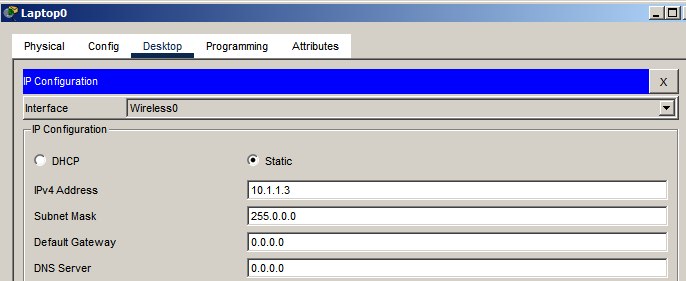 Laptop0
Physical Config Desktop Programming Attributes
IP Configuration X
Interface Wireless0
IP Configuration
DHCP Static
IPv4 Address 10.1.1.3
Subnet Mask 255.0.0.0
Default Gateway 0.0.0.0
DNS Server 0.0.0.0